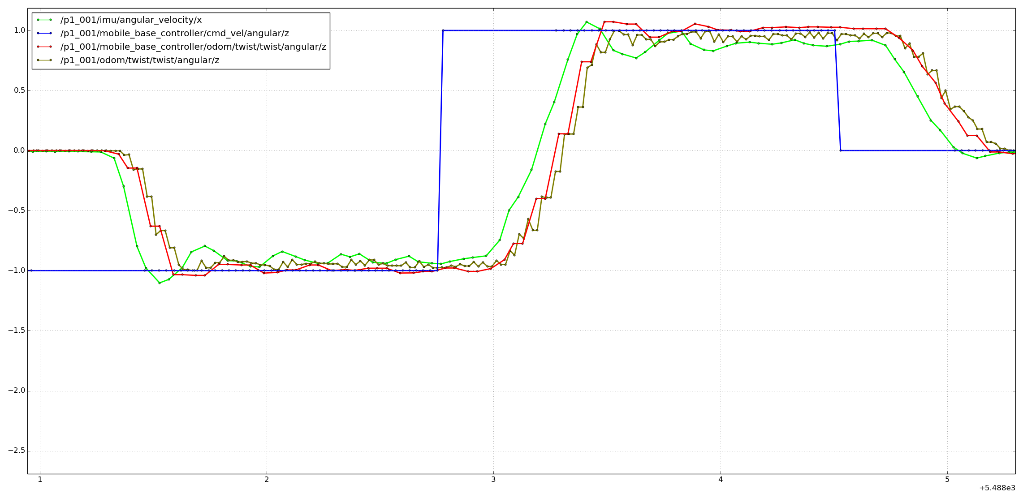 /p1_001/imu/angular_velocity/x
/p1_001/mobile_base_controller/cmd_vel/angular/z
/p1_001/mobile_base_controller/odom/twist/twist/angular/z
/p1_001/odom/twist/twist/angular/z
1.0
0.5
0.0
−0.5
−1.0
−1.5
−2.0
−2.5
1 2 3 4 5
+5.488e3